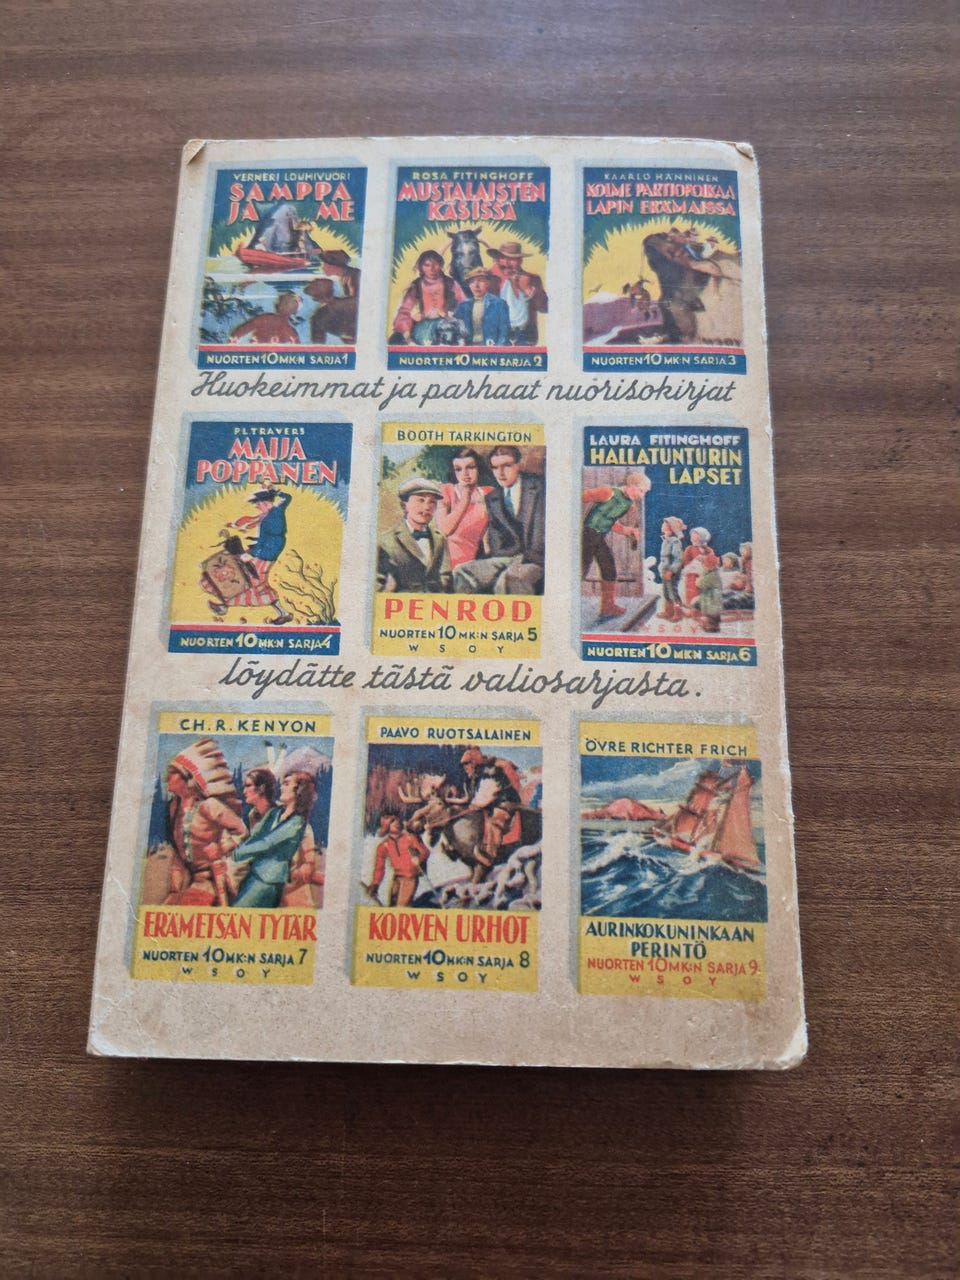 VERNERI LOUHIVUORI
SAMPPA
JA ME
WSOY
NUORTEN 10 MK:N SARJA 1
ROSA FITINGHOFF
MUSTALAISTEN
KÄSISSÄ
WSOY
NUORTEN 10 MK:N SARJA 2
KAARLO HÄNNINEN
KOLME PARTIOPOIKAA
LAPIN ERÄMAISSA
WSOY
NUORTEN 10 MK:N SARJA 3
Huokeimmat ja parhaat nuorisokirjat
P.L. TRAVERS
MAIJA
POPPANEN
NUORTEN 10 MK:N SARJA 4
BOOTH TARKINGTON
PENROD
NUORTEN 10 MK:N SARJA 5
WSOY
LAURA FITINGHOFF
HALLATUNTURIN
LAPSET
WSOY
NUORTEN 10 MK:N SARJA 6
löydätte tästä valiosarjasta.
CH. R. KENYON
ERÄMETSÄN TYTÄR
NUORTEN 10 MK:N SARJA 7
WSOY
PAAVO RUOTSALAINEN
KORVEN URHOT
NUORTEN 10 MK:N SARJA 8
WSOY
ÖVRE RICHTER FRICH
AURINKOKUNINKAAN
PERINTÖ
NUORTEN 10 MK:N SARJA 9
WSOY